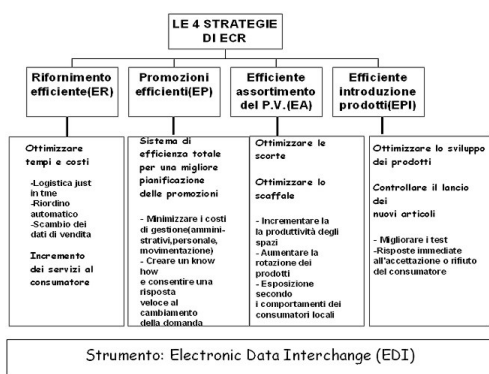 LE 4 STRATEGIE
DI ECR
Rifornimento
efficiente(ER)
Promozioni
efficienti(EP)
Efficiente
assortimento
del P.V.(EA)
Efficiente
introduzione
prodotti(EPI)
Ottimizzare
tempi e costi
-Logistica just
in tme
-Riordino
automatico
-Scambio dei
dati di vendita
Incremento
dei servizi al
consumatore
Sistema di
efficienza totale
per una migliore
pianificazione
delle promozioni
- Minimizzare i costi
di gestione(ammini-
strativi,personale,
movimentazione)
- Creare un know
how
e consentire una
risposta
veloce al
cambiamento
della domanda
Ottimizzare le
scorte
Ottimizzare lo
scaffale
- Incrementare la
la produttività degli
spazi
- Aumentare la
rotazione dei
prodotti
- Esposizione
secondo
i comportamenti dei
consumatori locali
Ottimizzare lo sviluppo
dei prodotti
Controllare il lancio
dei
nuovi articoli
- Migliorare i test
-Risposte immediate
all'accettazione o rifiuto
del consumatore
Strumento: Electronic Data Interchange (EDI)